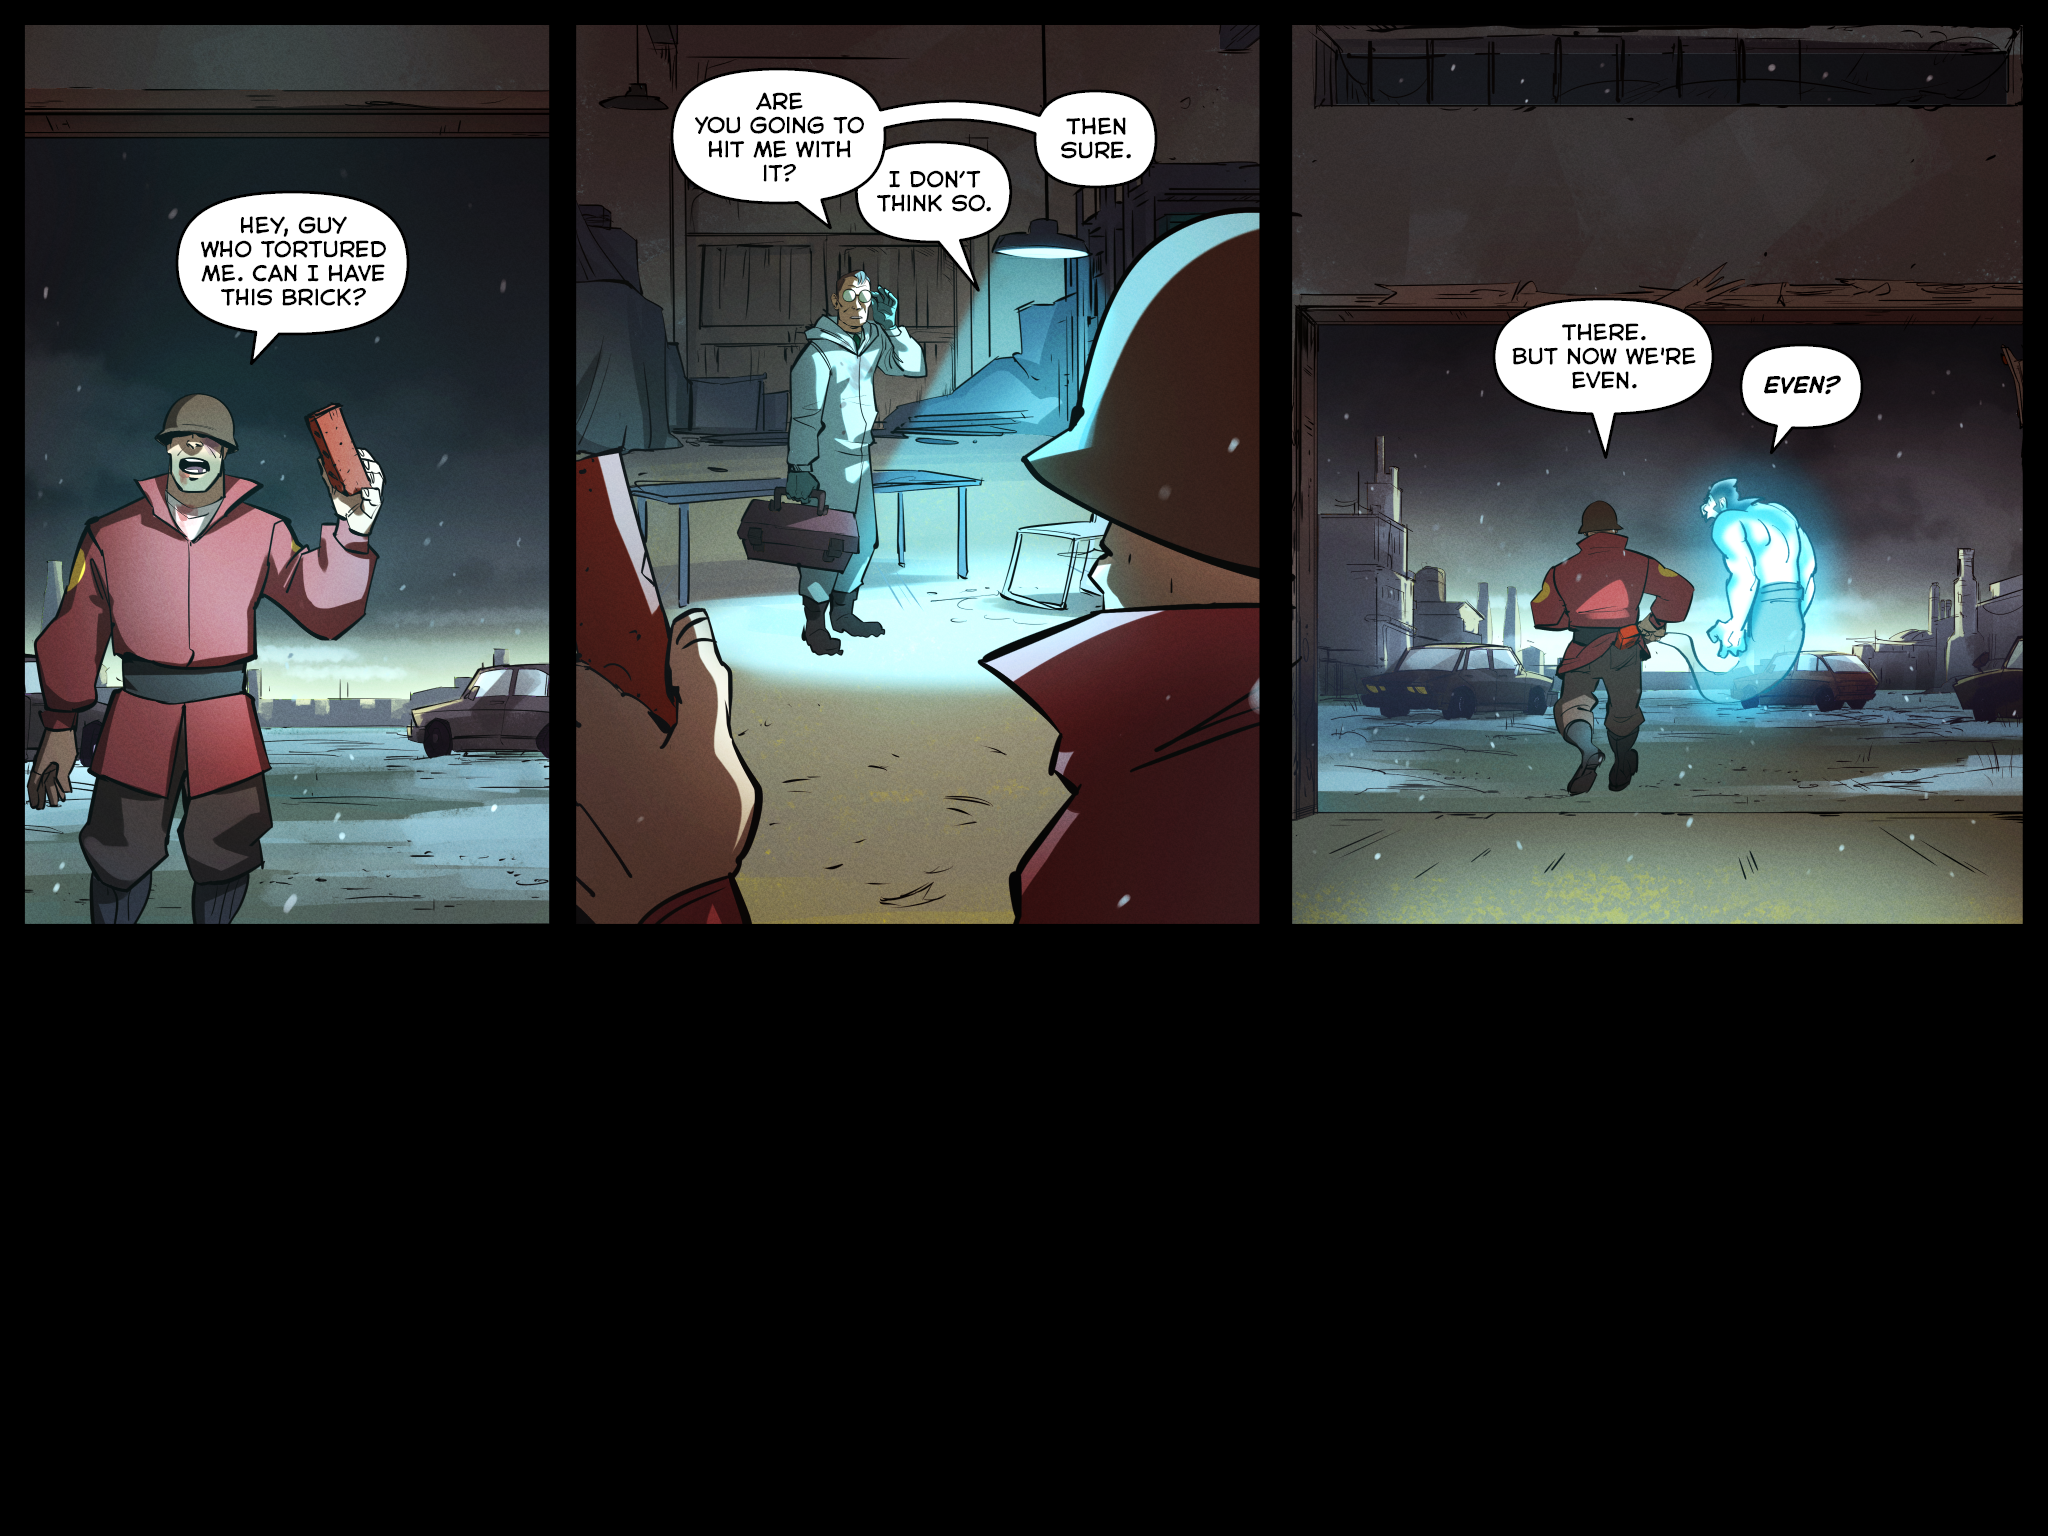 HEY, GUY
WHO TORTURED
ME. CAN I HAVE
THIS BRICK?
ARE
YOU GOING TO
HIT ME WITH
IT?
I DON'T
THINK SO.
THEN
SURE.
THERE.
BUT NOW WE'RE
EVEN.
EVEN?